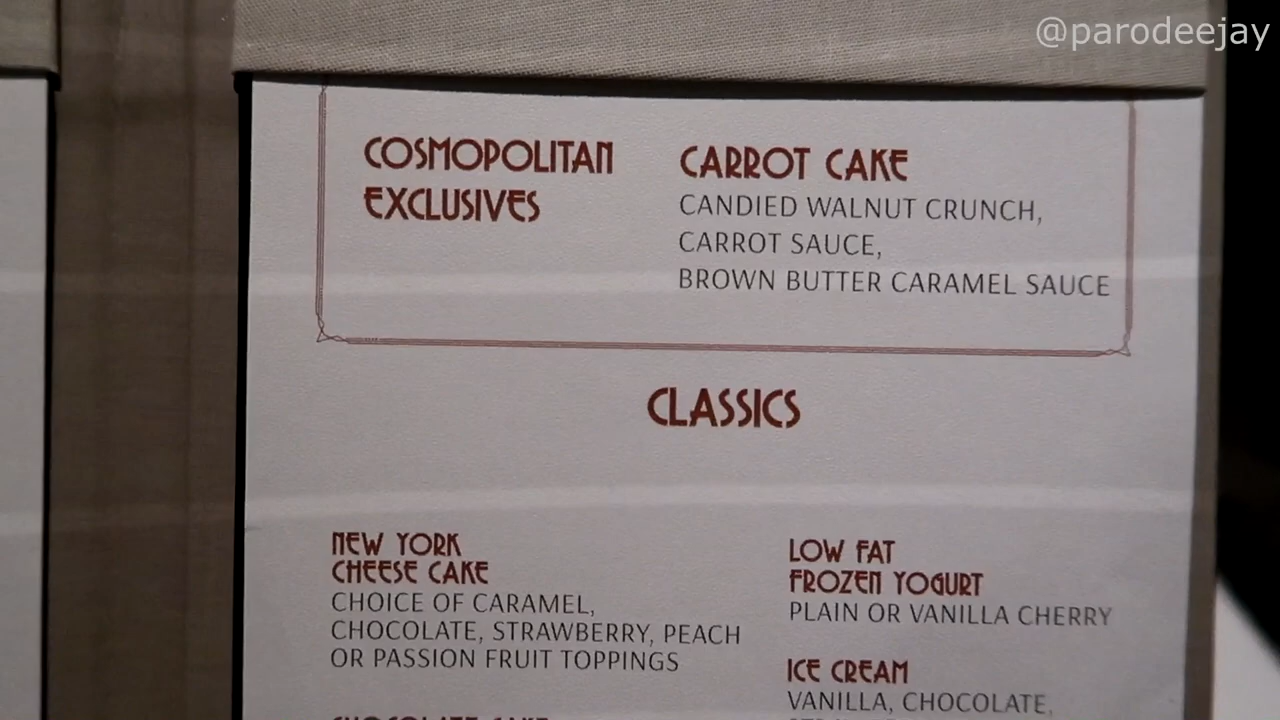 @parodeejay
COSMOPOLITAN
EXCLUSIVES
CARROT CAKE
CANDIED WALNUT CRUNCH,
CARROT SAUCE,
BROWN BUTTER CARAMEL SAUCE
CLASSICS
NEW YORK
CHEESE CAKE
CHOICE OF CARAMEL,
CHOCOLATE, STRAWBERRY, PEACH
OR PASSION FRUIT TOPPINGS
CHOCOLATE CAKE
LOW FAT
FROZEN YOGURT
PLAIN OR VANILLA CHERRY
ICE CREAM
VANILLA, CHOCOLATE,